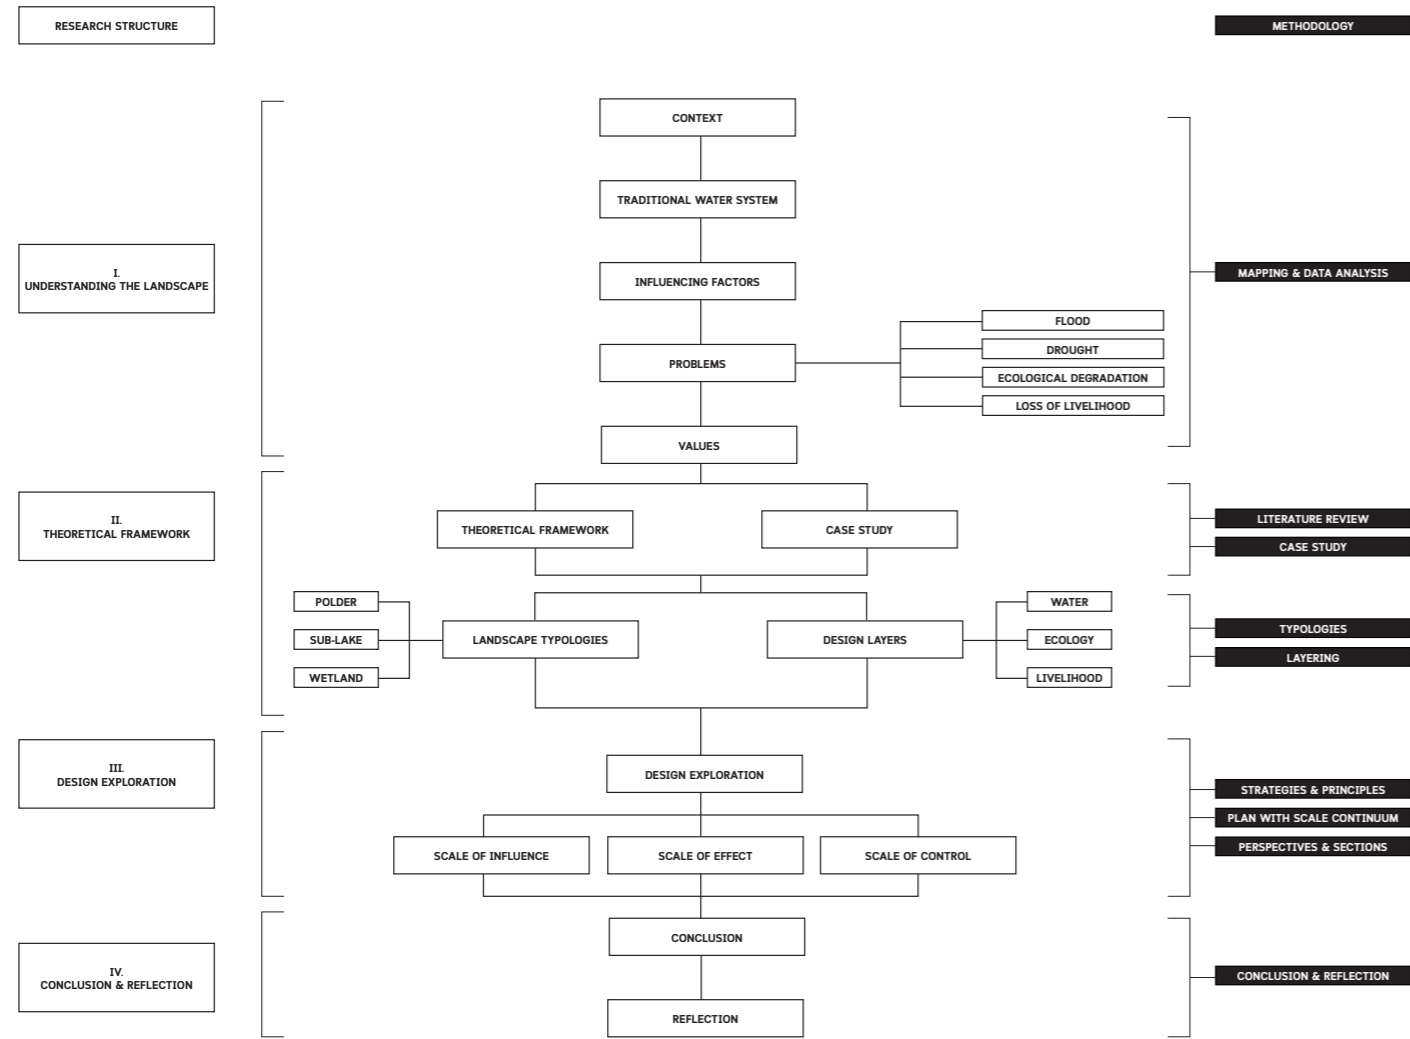 RESEARCH STRUCTURE
METHODOLOGY
CONTEXT
TRADITIONAL WATER SYSTEM
I.
UNDERSTANDING THE LANDSCAPE
INFLUENCING FACTORS
MAPPING & DATA ANALYSIS
PROBLEMS
FLOOD
DROUGHT
ECOLOGICAL DEGRADATION
LOSS OF LIVELIHOOD
VALUES
II.
THEORETICAL FRAMEWORK
THEORETICAL FRAMEWORK
CASE STUDY
LITERATURE REVIEW
CASE STUDY
POLDER
SUB-LAKE
WETLAND
LANDSCAPE TYPOLOGIES
DESIGN LAYERS
WATER
ECOLOGY
LIVELIHOOD
TYPOLOGIES
LAYERING
III.
DESIGN EXPLORATION
DESIGN EXPLORATION
STRATEGIES & PRINCIPLES
PLAN WITH SCALE CONTINUUM
PERSPECTIVES & SECTIONS
SCALE OF INFLUENCE
SCALE OF EFFECT
SCALE OF CONTROL
IV.
CONCLUSION & REFLECTION
CONCLUSION
REFLECTION
CONCLUSION & REFLECTION